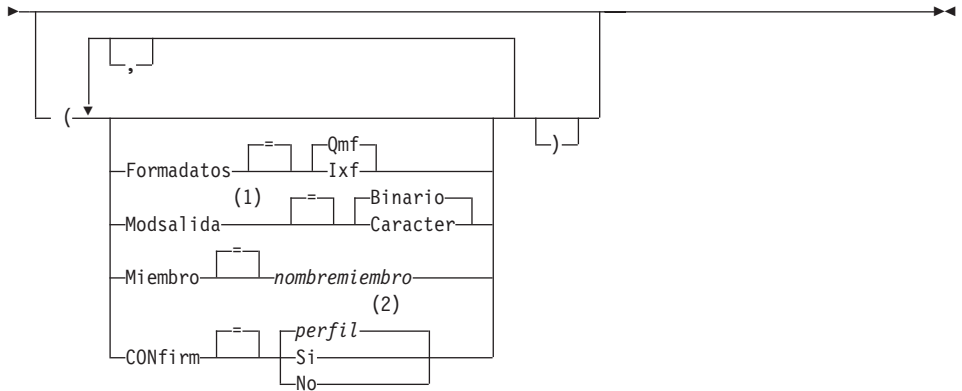 ,
(
)
Formadatos = Qmf
Ixf
(1)
Modsalida = Binario
Caracter
Miembro = nombremiembro
(2)
CONfirm = perfil
Si
No